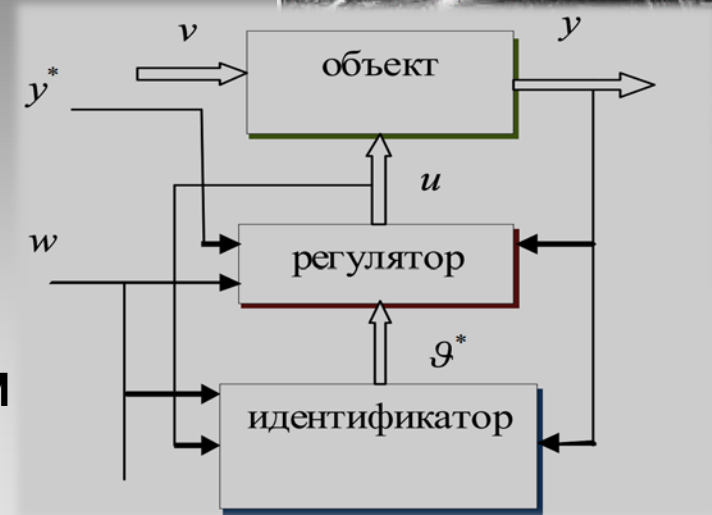 v
y
объект
y*
u
w
регулятор
ϑ*
м
идентификатор